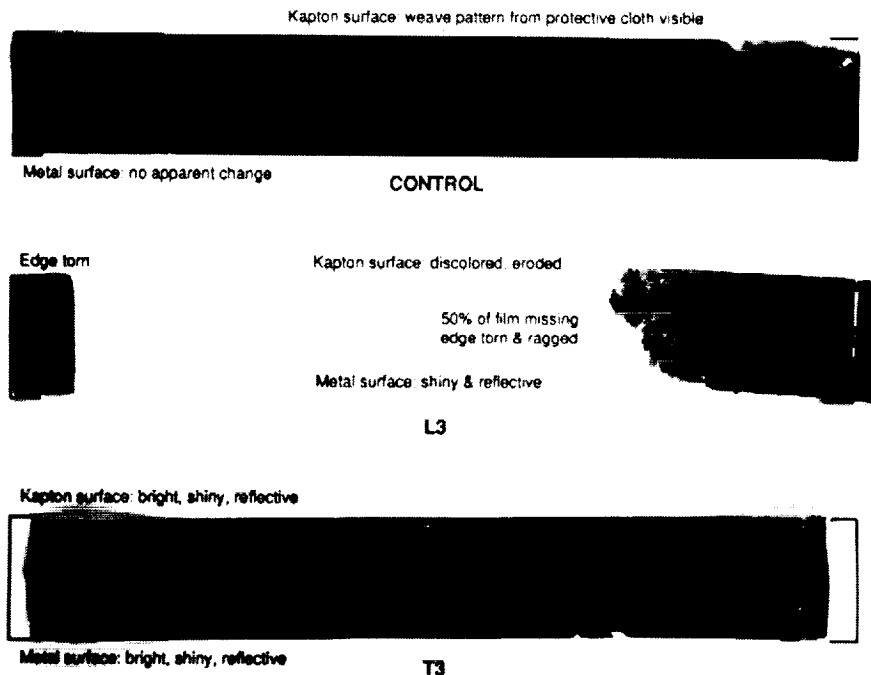 Kapton surface: weave pattern from protective cloth visible
Metal surface: no apparent change
CONTROL
Edge torn
Kapton surface: discolored, eroded
50% of film missing
edge torn & ragged
Metal surface: shiny & reflective
L3
Kapton surface: bright, shiny, reflective
Metal surface: bright, shiny, reflective
T3